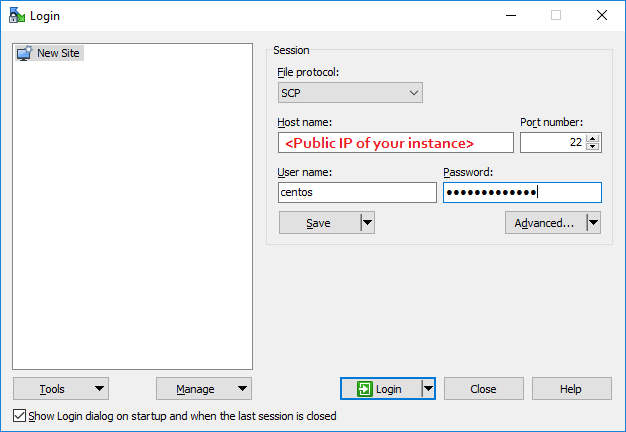 Login
New Site
Session
File protocol:
SCP
Host name:
Port number:
<Public IP of your instance>
22
User name:
Password:
centos
•••••••••••••
Save
Advanced...
Tools
Manage
Login
Close
Help
Show Login dialog on startup and when the last session is closed